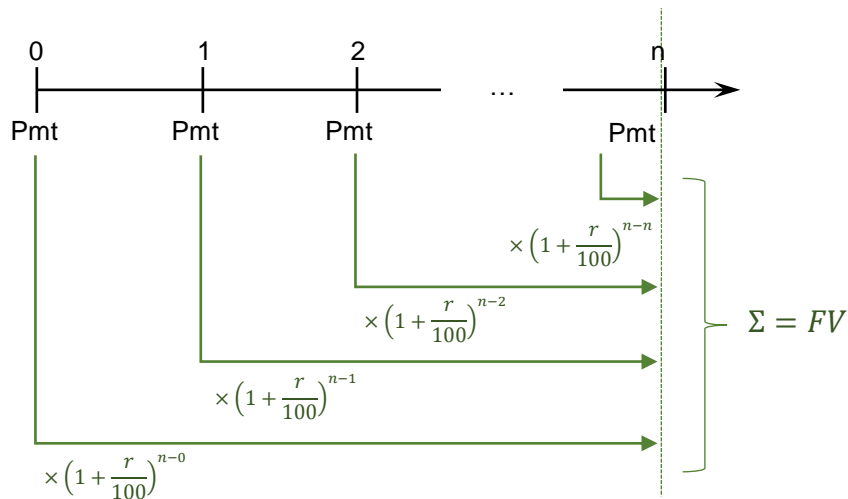 0 1 2 n
...
Pmt Pmt Pmt Pmt
× (1 + r/100)^{n−n}
× (1 + r/100)^{n−2}
Σ = FV
× (1 + r/100)^{n−1}
× (1 + r/100)^{n−0}